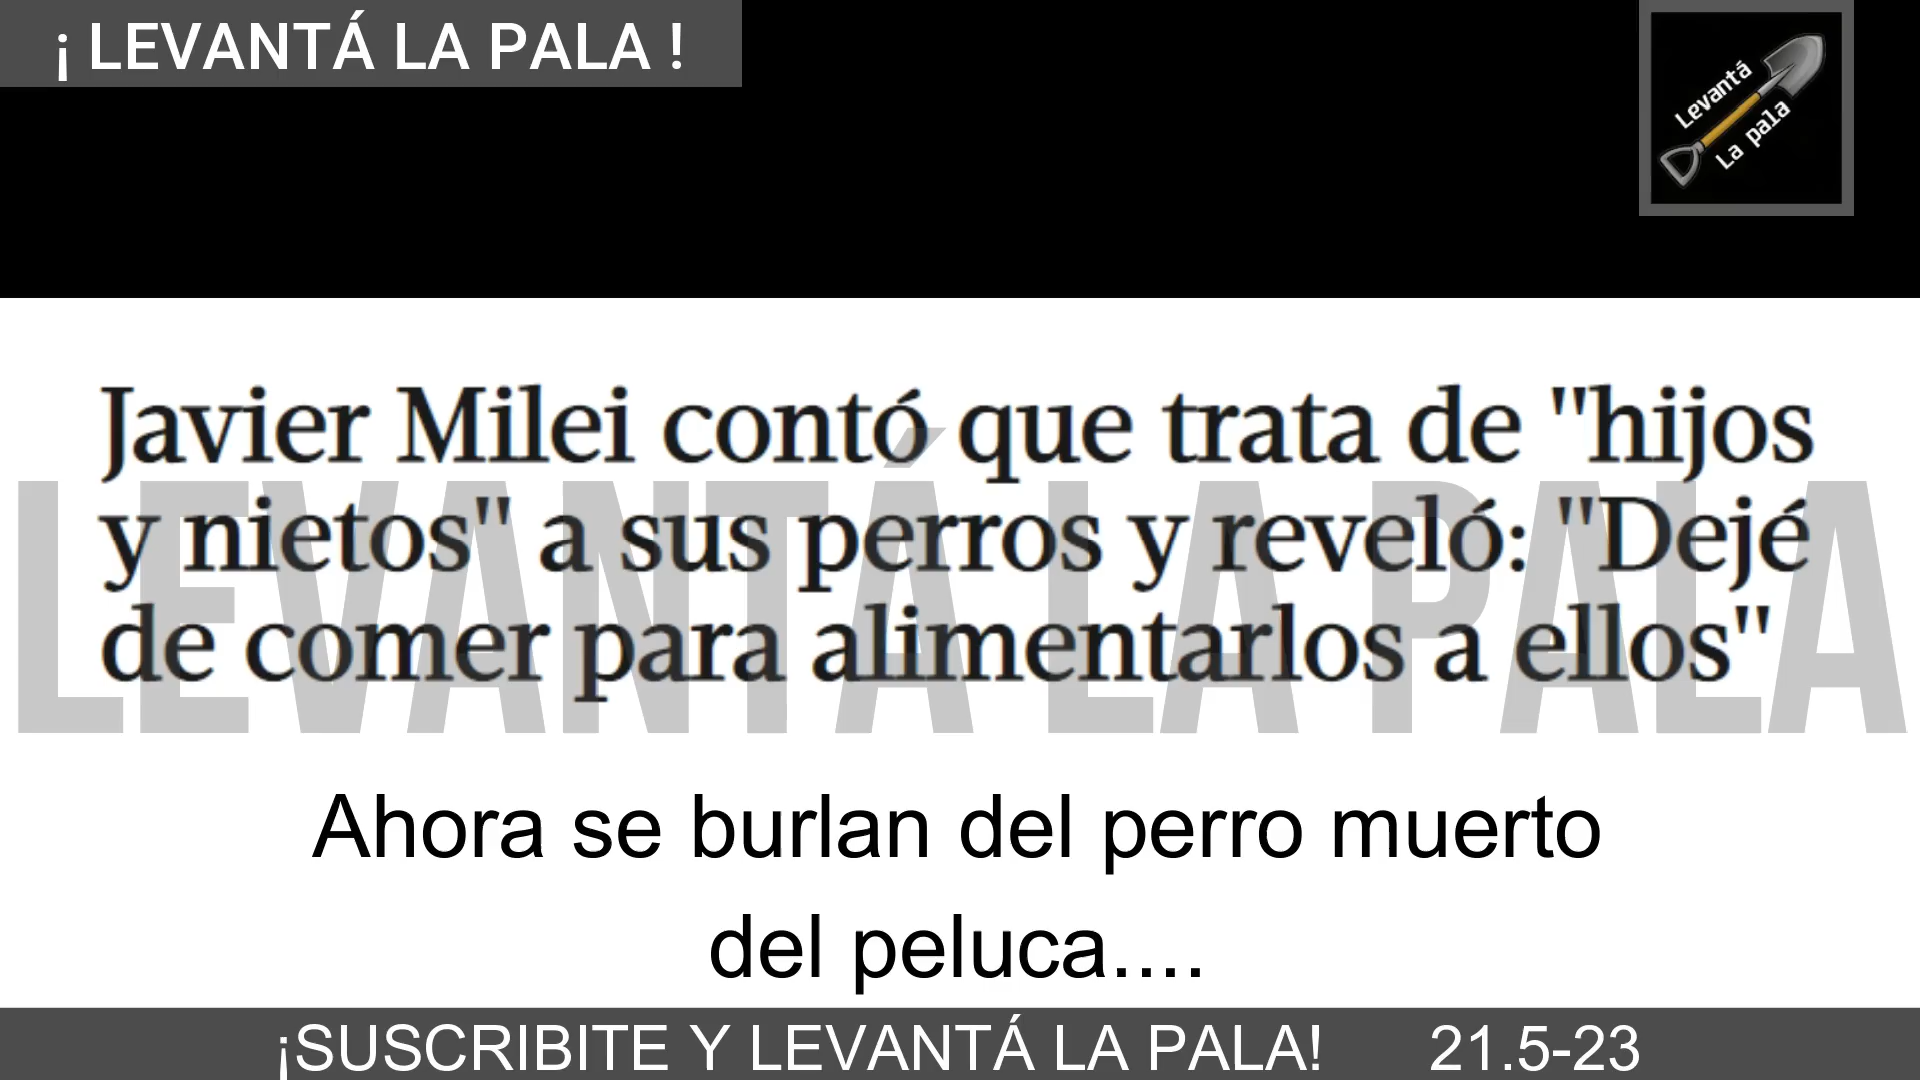 ¡ LEVANTÁ LA PALA !
Levantá
La pala
Javier Milei contó que trata de "hijos
y nietos" a sus perros y reveló: "Dejé
de comer para alimentarlos a ellos"
LEVANTÁ LA PALA
Ahora se burlan del perro muerto
del peluca....
¡SUSCRIBITE Y LEVANTÁ LA PALA! 21.5-23